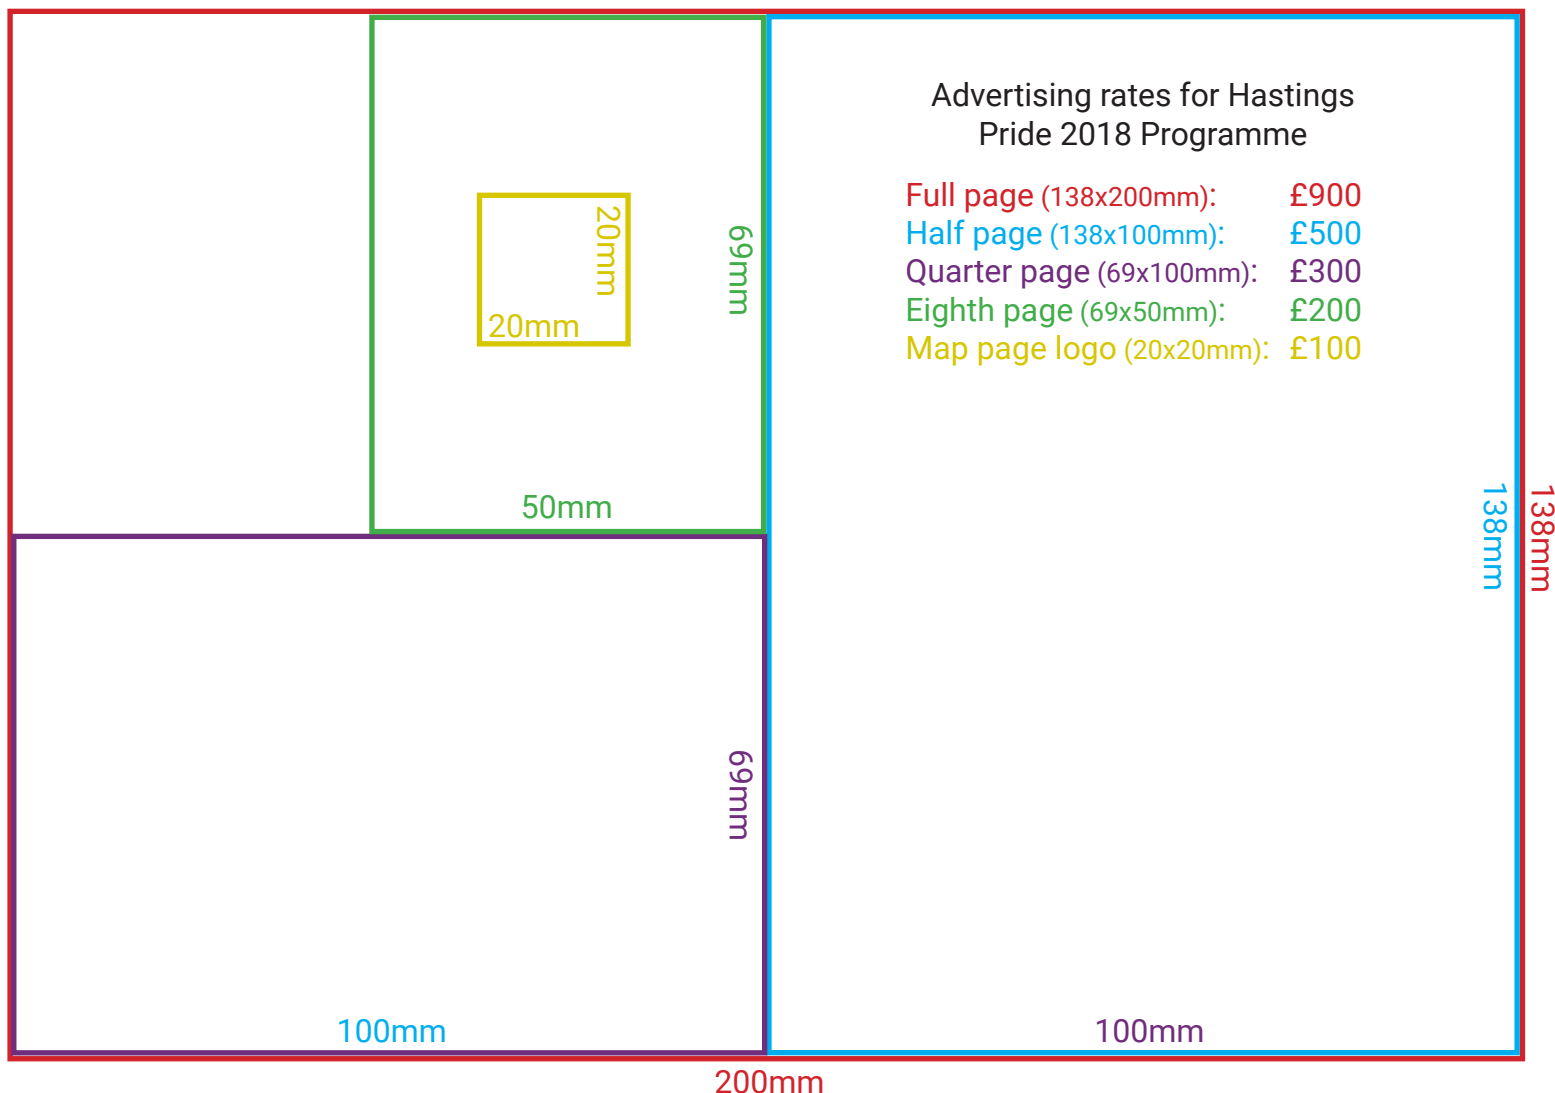 Advertising rates for Hastings
Pride 2018 Programme
Full page (138x200mm): £900
Half page (138x100mm): £500
Quarter page (69x100mm): £300
Eighth page (69x50mm): £200
Map page logo (20x20mm): £100
20mm
20mm
69mm
50mm
138mm
138mm
69mm
100mm
100mm
200mm